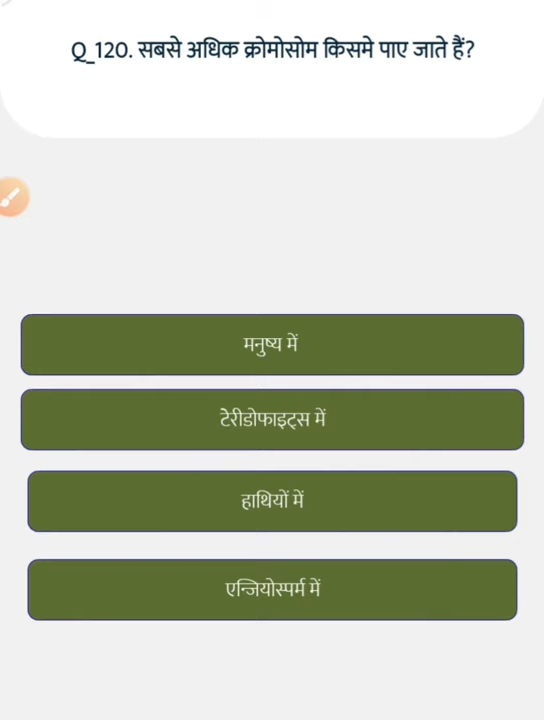 Q_120. सबसे अधिक क्रोमोसोम किसमे पाए जाते हैं?
मनुष्य में
टेरीडोफाइट्स में
हाथियों में
एन्जियोस्पर्म में